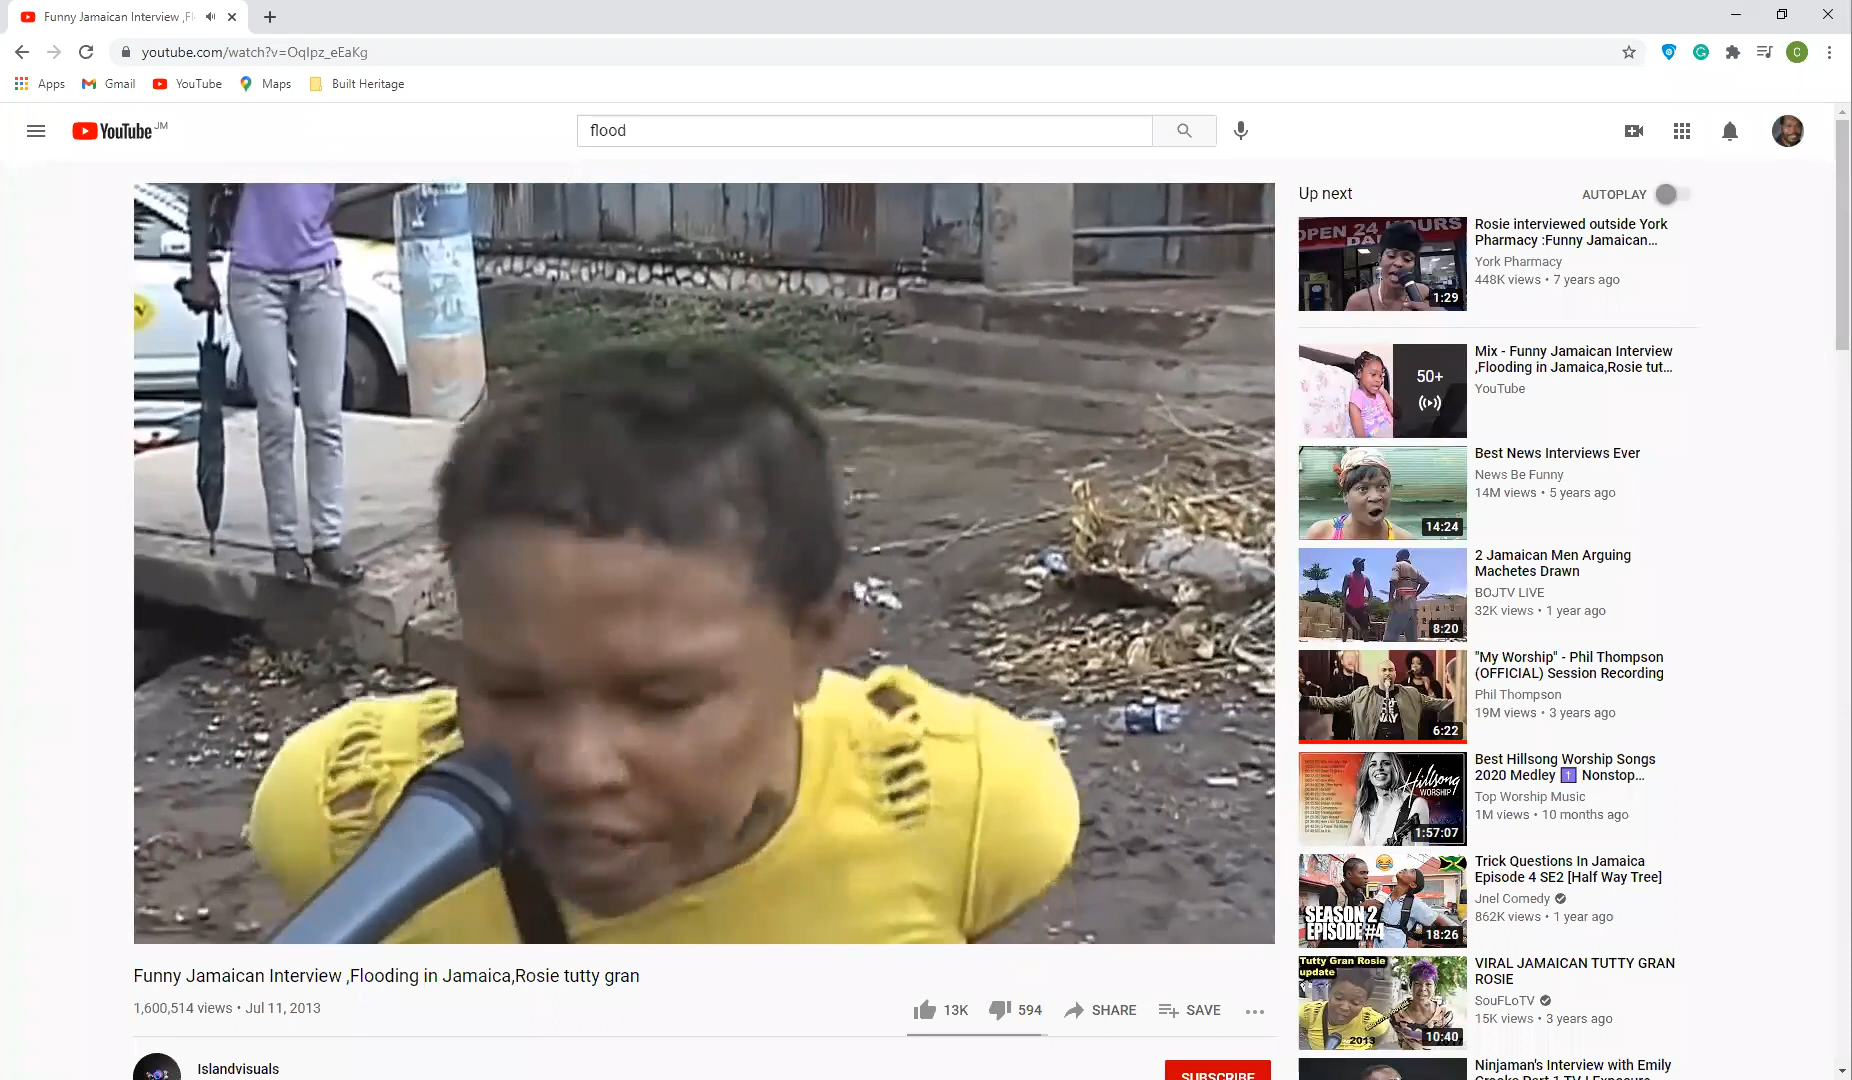 Funny Jamaican Interview ,Fl
youtube.com/watch?v=OqIpz_eEaKg
Apps
Gmail
YouTube
Maps
Built Heritage
YouTube JM
flood
Up next
AUTOPLAY
OPEN 24 HOURS
1:29
Rosie interviewed outside York
Pharmacy :Funny Jamaican...
York Pharmacy
448K views • 7 years ago
50+
Mix - Funny Jamaican Interview
,Flooding in Jamaica,Rosie tut...
YouTube
14:24
Best News Interviews Ever
News Be Funny
14M views • 5 years ago
8:20
2 Jamaican Men Arguing
Machetes Drawn
BOJTV LIVE
32K views • 1 year ago
6:22
"My Worship" - Phil Thompson
(OFFICIAL) Session Recording
Phil Thompson
19M views • 3 years ago
Hillsong
WORSHIP
1:57:07
Best Hillsong Worship Songs
2020 Medley ✝ Nonstop...
Top Worship Music
1M views • 10 months ago
SEASON 2
EPISODE #4
18:26
Trick Questions In Jamaica
Episode 4 SE2 [Half Way Tree]
Jnel Comedy
862K views • 1 year ago
Tutty Gran Rosie
update
2013
10:40
VIRAL JAMAICAN TUTTY GRAN
ROSIE
SouFLoTV
15K views • 3 years ago
Ninjaman's Interview with Emily
Funny Jamaican Interview ,Flooding in Jamaica,Rosie tutty gran
1,600,514 views • Jul 11, 2013
13K
594
SHARE
SAVE
Islandvisuals
SUBSCRIBE